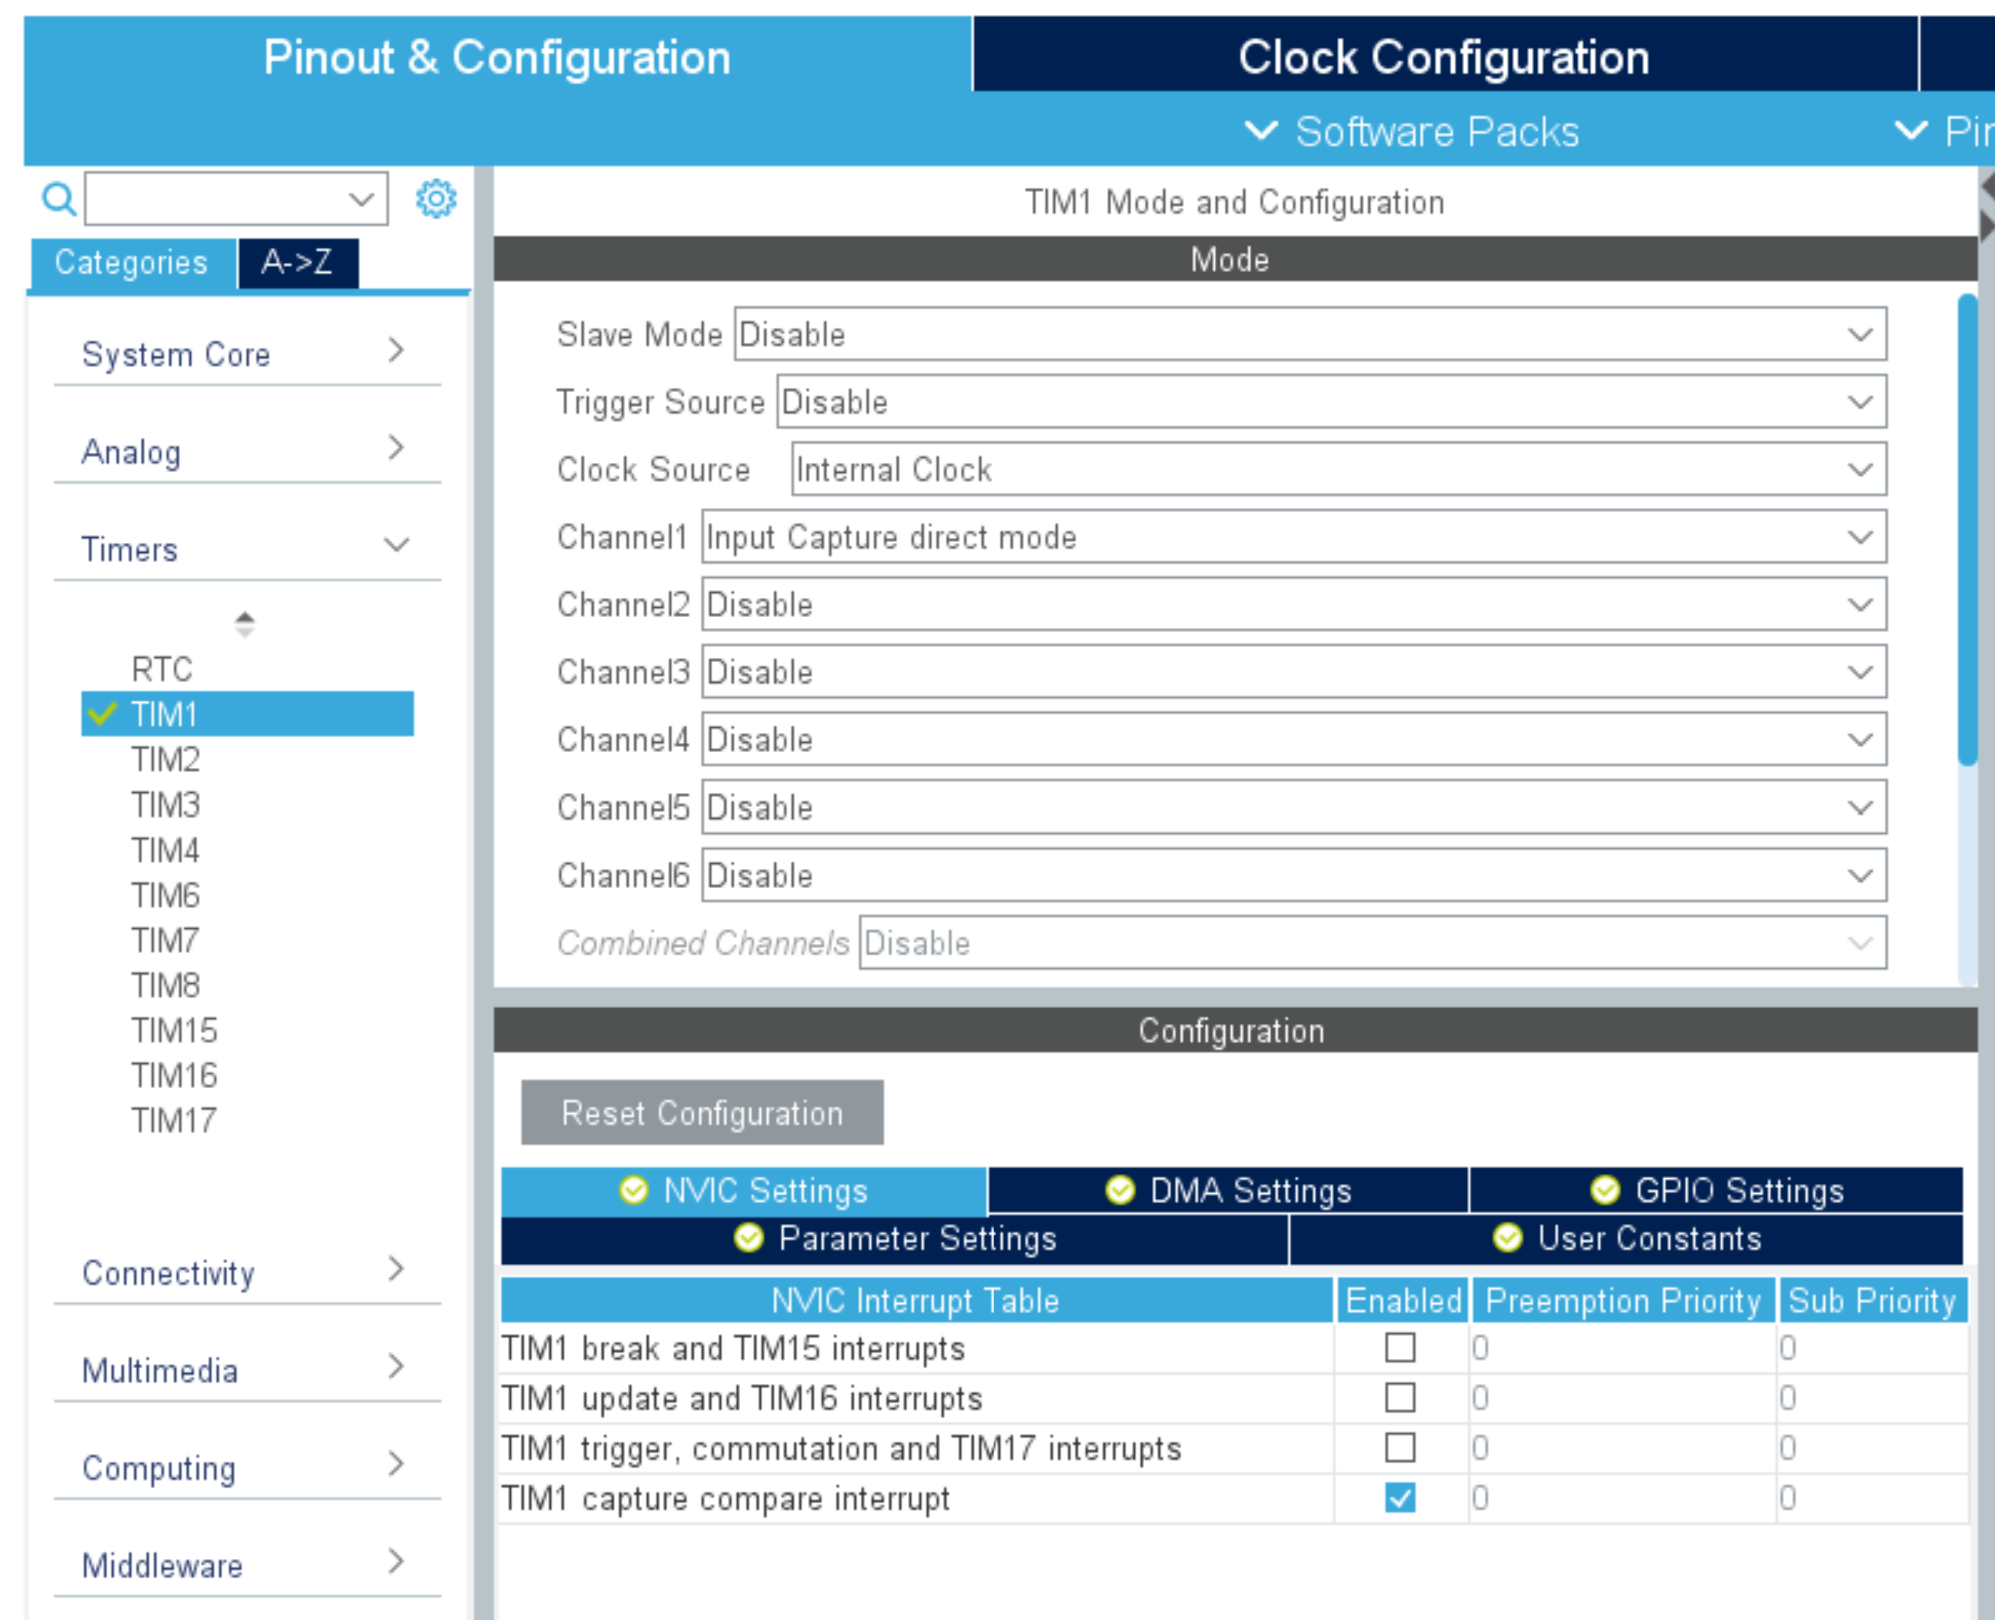 Pinout & Configuration
Clock Configuration
Software Packs
Categories
A->Z
System Core
Analog
Timers
RTC
TIM1
TIM2
TIM3
TIM4
TIM6
TIM7
TIM8
TIM15
TIM16
TIM17
Connectivity
Multimedia
Computing
Middleware
TIM1 Mode and Configuration
Mode
Slave Mode Disable
Trigger Source Disable
Clock Source Internal Clock
Channel1 Input Capture direct mode
Channel2 Disable
Channel3 Disable
Channel4 Disable
Channel5 Disable
Channel6 Disable
Combined Channels Disable
Configuration
Reset Configuration
NVIC Settings
DMA Settings
GPIO Settings
Parameter Settings
User Constants
NVIC Interrupt Table Enabled Preemption Priority Sub Priority
TIM1 break and TIM15 interrupts 0 0
TIM1 update and TIM16 interrupts 0 0
TIM1 trigger, commutation and TIM17 interrupts 0 0
TIM1 capture compare interrupt 0 0